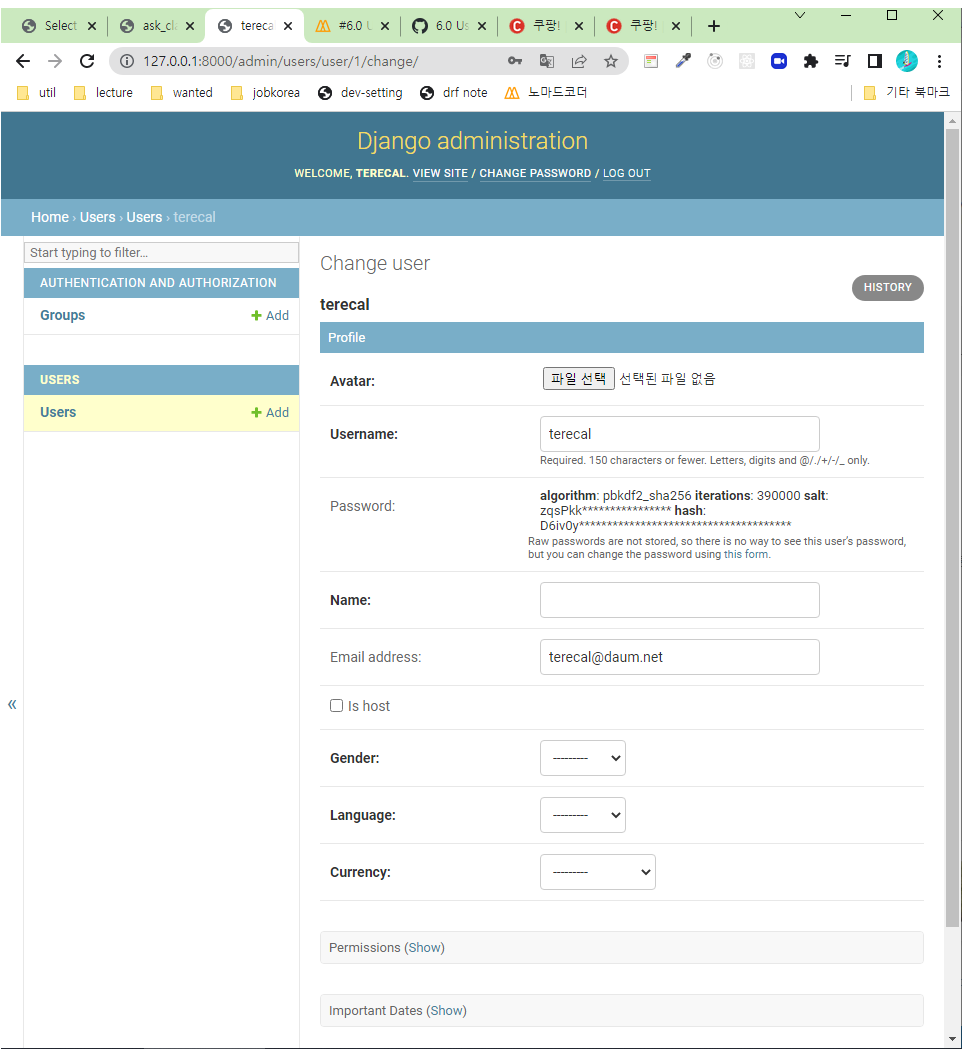 Select
ask_cla
tereca
#6.0 U
6.0 Us
쿠팡!
쿠팡!
127.0.0.1:8000/admin/users/user/1/change/
util
lecture
wanted
jobkorea
dev-setting
drf note
노마드코더
기타 북마크
Django administration
WELCOME, TERECAL. VIEW SITE / CHANGE PASSWORD / LOG OUT
Home › Users › Users › terecal
Start typing to filter...
AUTHENTICATION AND AUTHORIZATION
Groups
+ Add
USERS
Users
+ Add
«
Change user
HISTORY
terecal
Profile
Avatar:
파일 선택 선택된 파일 없음
Username:
terecal
Required. 150 characters or fewer. Letters, digits and @/./+/-/_ only.
Password:
algorithm: pbkdf2_sha256 iterations: 390000 salt:
zqsPkk**************** hash:
D6iv0y**************************************
Raw passwords are not stored, so there is no way to see this user’s password,
but you can change the password using this form.
Name:
Email address:
terecal@daum.net
Is host
Gender:
---------
Language:
---------
Currency:
---------
Permissions (Show)
Important Dates (Show)